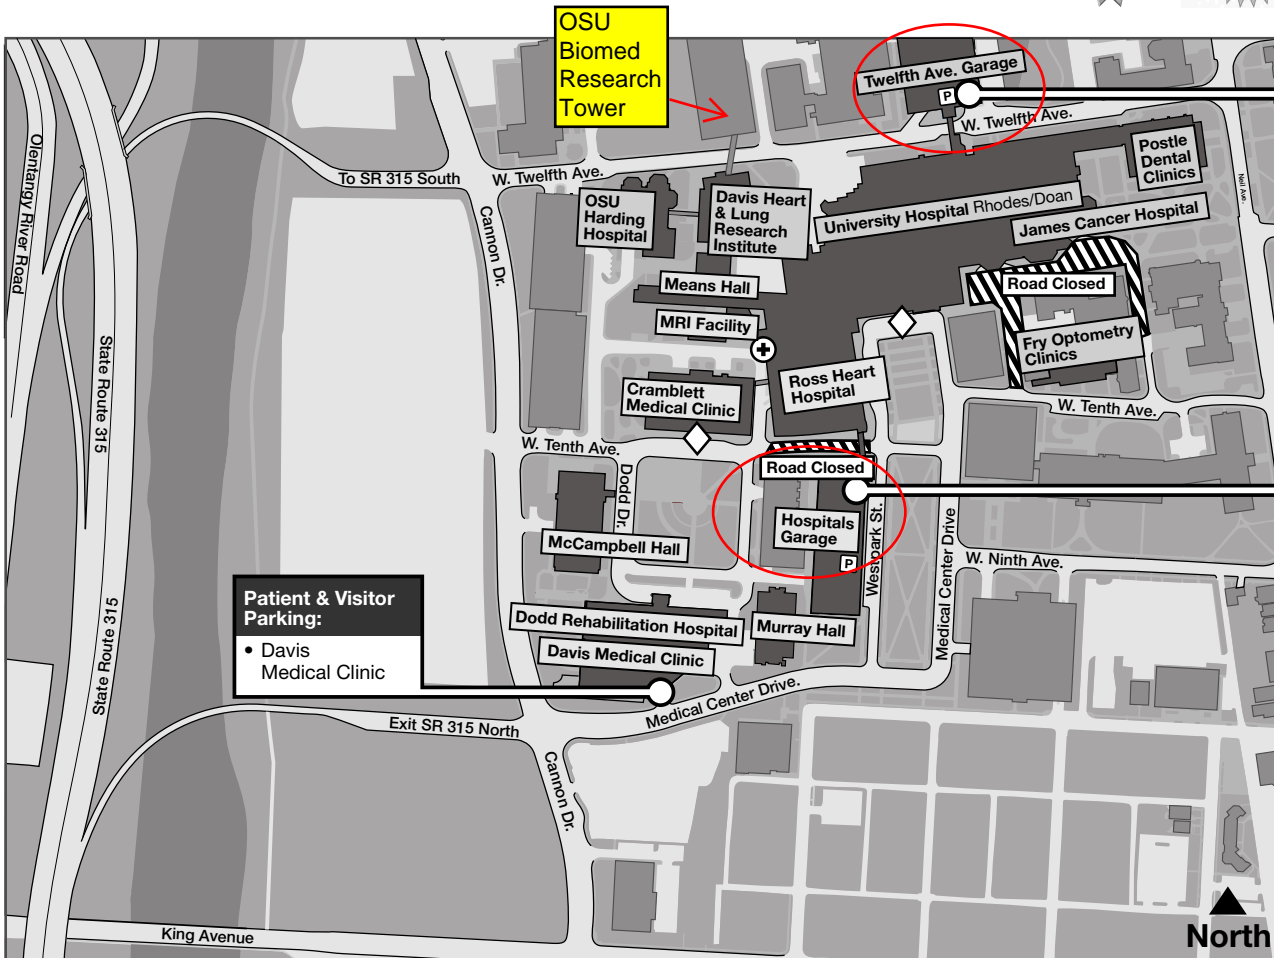 OSU
Biomed
Research
Tower
Twelfth Ave. Garage
P
W. Twelfth Ave.
Postle
Dental
Clinics
Olentangy River Road
To SR 315 South
W. Twelfth Ave.
Neil Ave.
OSU
Harding
Hospital
Davis Heart
& Lung
Research
Institute
University Hospital Rhodes/Doan
James Cancer Hospital
Cannon Dr.
Means Hall
Road Closed
MRI Facility
Fry Optometry
Clinics
State Route 315
Cramblett
Medical Clinic
Ross Heart
Hospital
W. Tenth Ave.
W. Tenth Ave.
Road Closed
Dodd Dr.
Hospitals
Garage
P
Westpark St.
Medical Center Drive
McCampbell Hall
W. Ninth Ave.
Patient & Visitor
Parking:
• Davis
Medical Clinic
State Route 315
Dodd Rehabilitation Hospital
Murray Hall
Davis Medical Clinic
Medical Center Drive.
Exit SR 315 North
Cannon Dr.
King Avenue
North